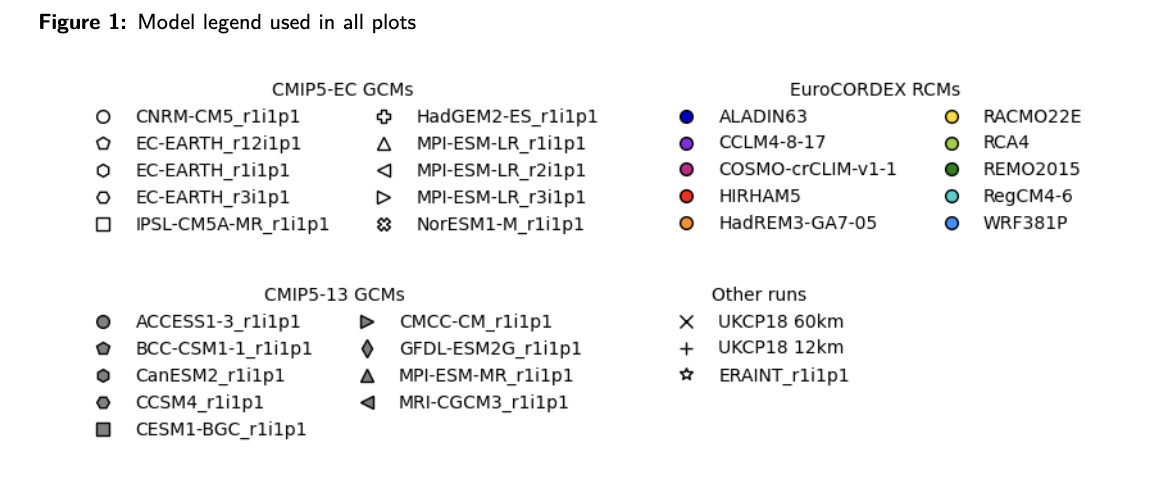 Figure 1: Model legend used in all plots
CMIP5-EC GCMs
CNRM-CM5_r1i1p1
EC-EARTH_r12i1p1
EC-EARTH_r1i1p1
EC-EARTH_r3i1p1
IPSL-CM5A-MR_r1i1p1
HadGEM2-ES_r1i1p1
MPI-ESM-LR_r1i1p1
MPI-ESM-LR_r2i1p1
MPI-ESM-LR_r3i1p1
NorESM1-M_r1i1p1
EuroCORDEX RCMs
ALADIN63
CCLM4-8-17
COSMO-crCLIM-v1-1
HIRHAM5
HadREM3-GA7-05
RACMO22E
RCA4
REMO2015
RegCM4-6
WRF381P
CMIP5-13 GCMs
ACCESS1-3_r1i1p1
BCC-CSM1-1_r1i1p1
CanESM2_r1i1p1
CCSM4_r1i1p1
CESM1-BGC_r1i1p1
CMCC-CM_r1i1p1
GFDL-ESM2G_r1i1p1
MPI-ESM-MR_r1i1p1
MRI-CGCM3_r1i1p1
Other runs
UKCP18 60km
UKCP18 12km
ERAINT_r1i1p1